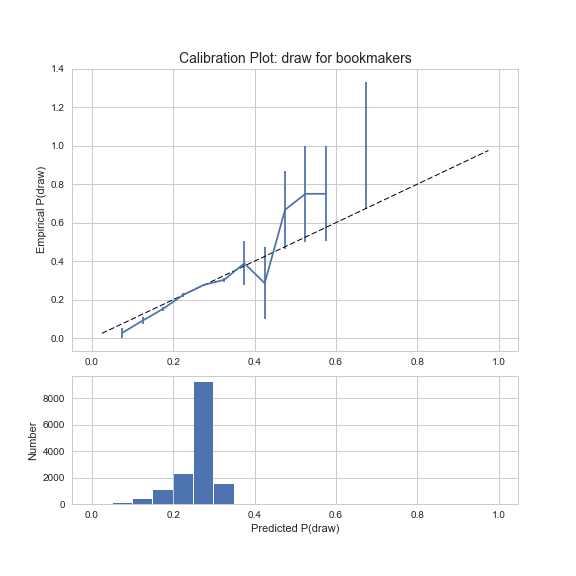 Calibration Plot: draw for bookmakers
1.4
1.2
1.0
0.8
0.6
0.4
0.2
0.0
Empirical P(draw)
0.0 0.2 0.4 0.6 0.8 1.0
8000
6000
4000
2000
0
Number
0.0 0.2 0.4 0.6 0.8 1.0
Predicted P(draw)